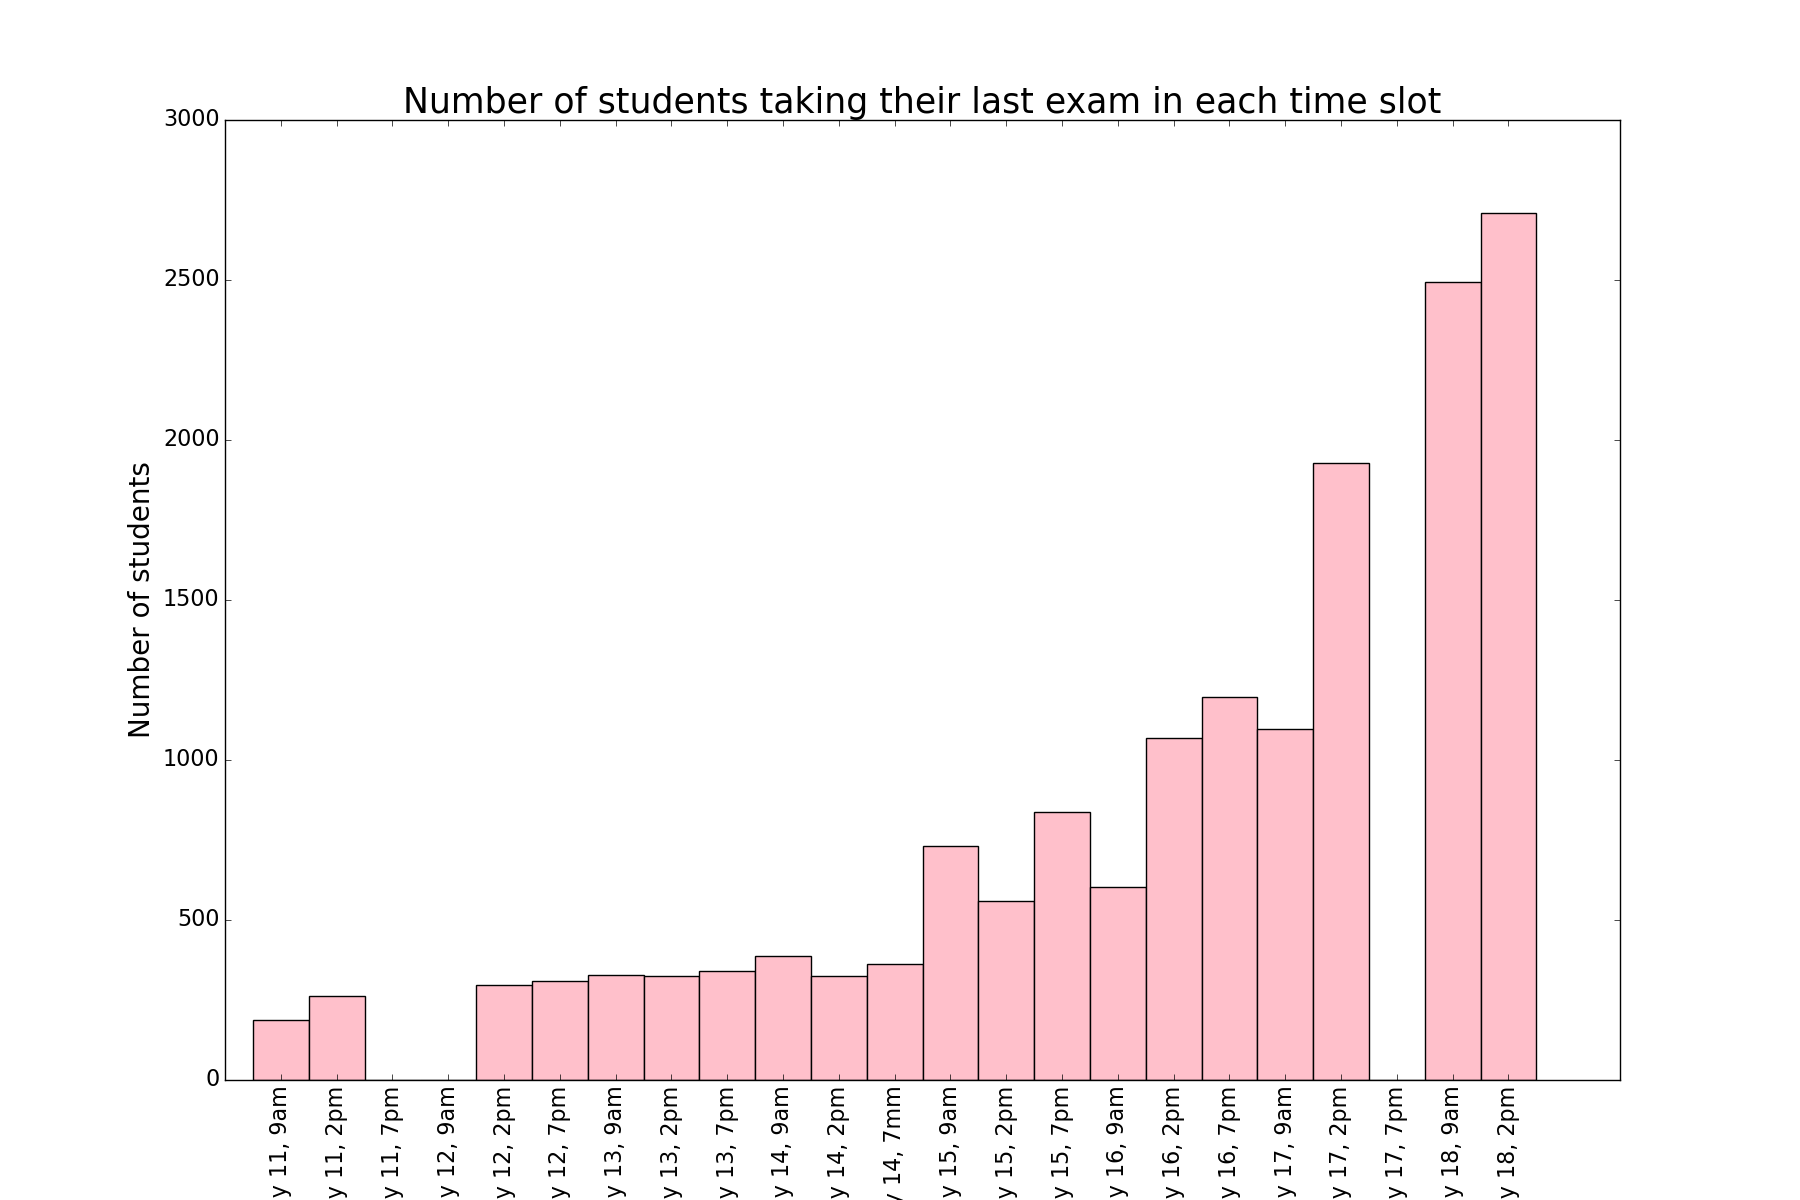 Number of students taking their last exam in each time slot
Number of students
3000
2500
2000
1500
1000
500
0
y 11, 9am
y 11, 2pm
y 11, 7pm
y 12, 9am
y 12, 2pm
y 12, 7pm
y 13, 9am
y 13, 2pm
y 13, 7pm
y 14, 9am
y 14, 2pm
y 14, 7mm
y 15, 9am
y 15, 2pm
y 15, 7pm
y 16, 9am
y 16, 2pm
y 16, 7pm
y 17, 9am
y 17, 2pm
y 17, 7pm
y 18, 9am
y 18, 2pm